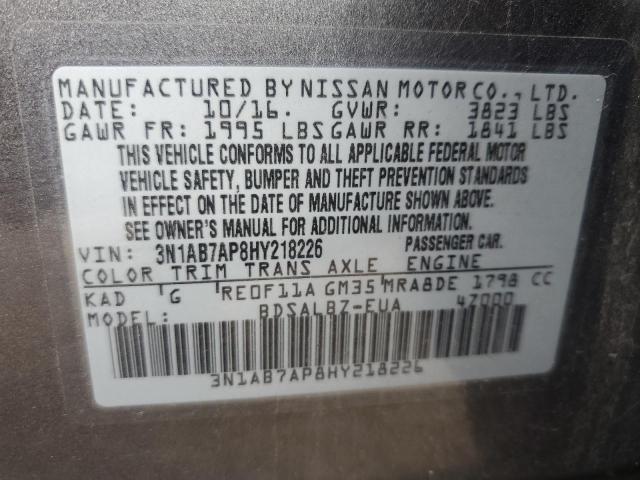 MANUFACTURED BY NISSAN MOTOR CO., LTD.
DATE: 10/16. GVWR: 3823 LBS
GAWR FR: 1995 LBS GAWR RR: 1841 LBS
THIS VEHICLE CONFORMS TO ALL APPLICABLE FEDERAL MOTOR
VEHICLE SAFETY, BUMPER AND THEFT PREVENTION STANDARDS
IN EFFECT ON THE DATE OF MANUFACTURE SHOWN ABOVE.
SEE OWNER'S MANUAL FOR ADDITIONAL INFORMATION.
VIN: 3N1AB7AP8HY218226 PASSENGER CAR.
COLOR TRIM TRANS AXLE ENGINE
KAD G RE0F11A GM35 MRA8DE 1798 CC
MODEL: BDSALBZ-EUA 47000
3N1AB7AP8HY218226